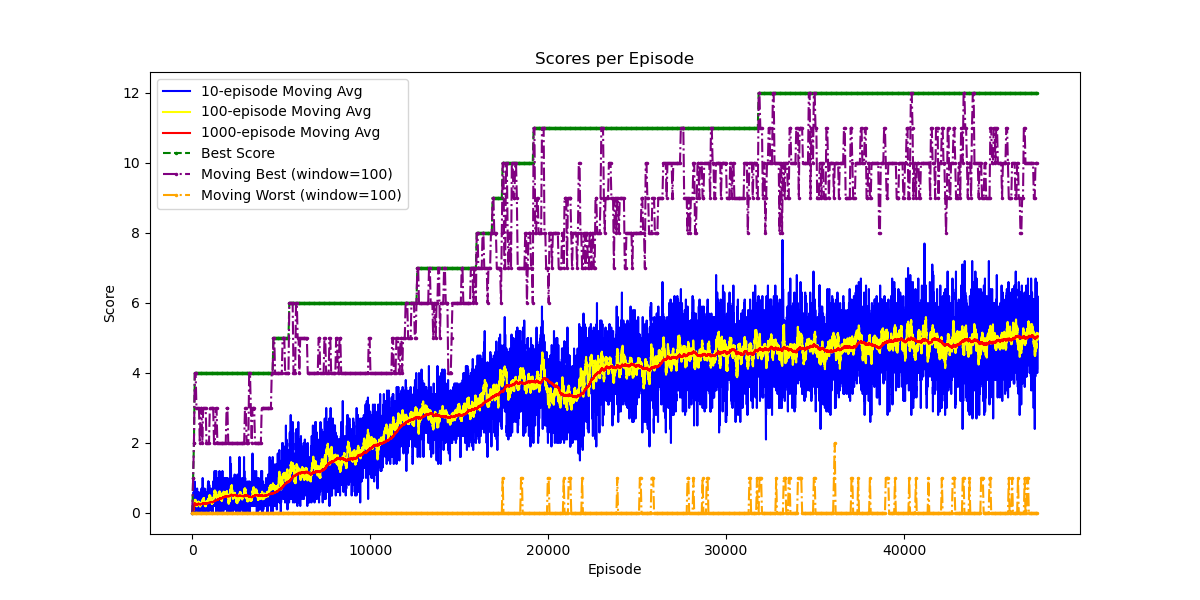 Scores per Episode
10-episode Moving Avg
100-episode Moving Avg
1000-episode Moving Avg
Best Score
Moving Best (window=100)
Moving Worst (window=100)
12
10
8
6
4
2
0
Score
0 10000 20000 30000 40000
Episode